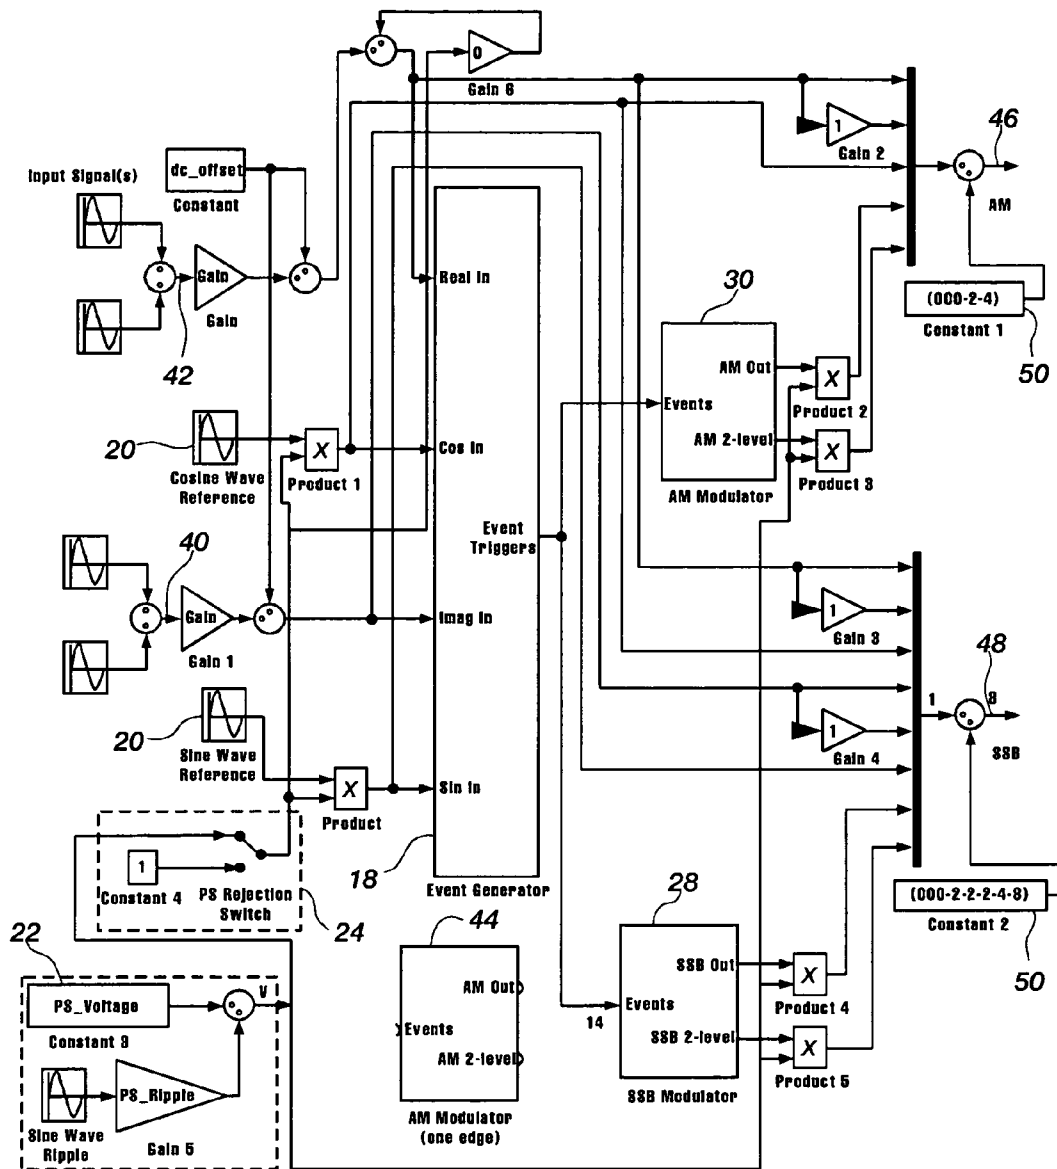 0
Gain 6
1
Gain 2
46
AM
dc_offset
Constant
Input Signal(s)
Gain
Gain
42
Real In
30
(000-2-4)
Constant 1
50
AM Out
X
Product 2
Events
AM 2-level
X
Product 3
AM Modulator
20
X
Cos In
Cosine Wave
Reference
Product 1
Event
Triggers
40
Gain
Gain 1
Imag In
1
Gain 3
48
1
8
SSB
1
Gain 4
20
Sine Wave
Reference
X
Product
Sin In
1
Constant 4
PS Rejection
Switch
24
18
Event Generator
28
(000-2-2-2-4-8)
Constant 2
50
22
PS_Voltage
Constant 3
V
44
AM Out
Events
AM 2-level
AM Modulator
(one edge)
14
Events
SSB Out
SSB 2-level
SSB Modulator
X
Product 4
X
Product 5
PS_Ripple
Sine Wave
Ripple
Gain 5